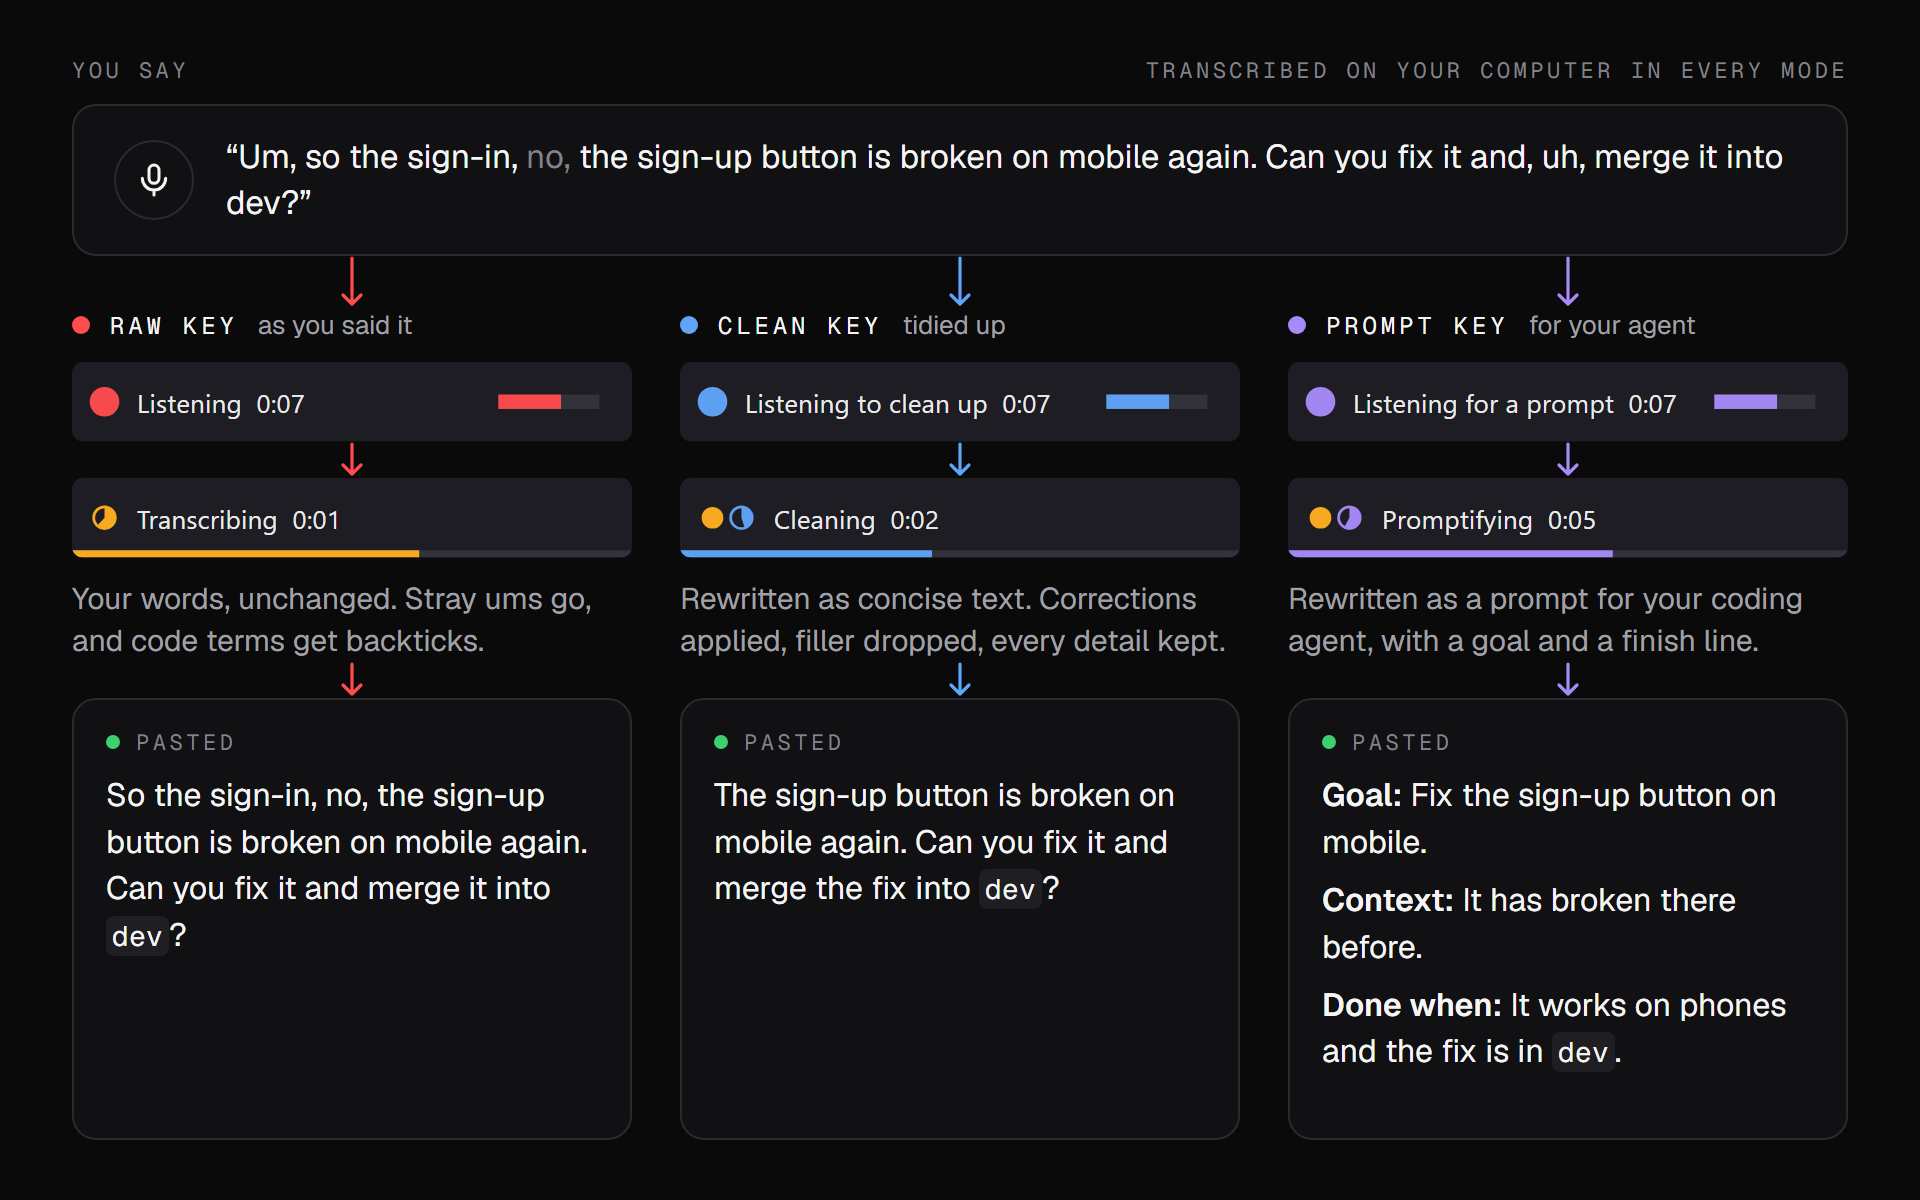 YOU SAY
TRANSCRIBED ON YOUR COMPUTER IN EVERY MODE
“Um, so the sign-in, no, the sign-up button is broken on mobile again. Can you fix it and, uh, merge it into
dev?”
RAW KEY as you said it
Listening 0:07
Transcribing 0:01
Your words, unchanged. Stray ums go,
and code terms get backticks.
PASTED
So the sign-in, no, the sign-up
button is broken on mobile again.
Can you fix it and merge it into
dev?
CLEAN KEY tidied up
Listening to clean up 0:07
Cleaning 0:02
Rewritten as concise text. Corrections
applied, filler dropped, every detail kept.
PASTED
The sign-up button is broken on
mobile again. Can you fix it and
merge the fix into dev?
PROMPT KEY for your agent
Listening for a prompt 0:07
Promptifying 0:05
Rewritten as a prompt for your coding
agent, with a goal and a finish line.
PASTED
Goal: Fix the sign-up button on
mobile.
Context: It has broken there
before.
Done when: It works on phones
and the fix is in dev.